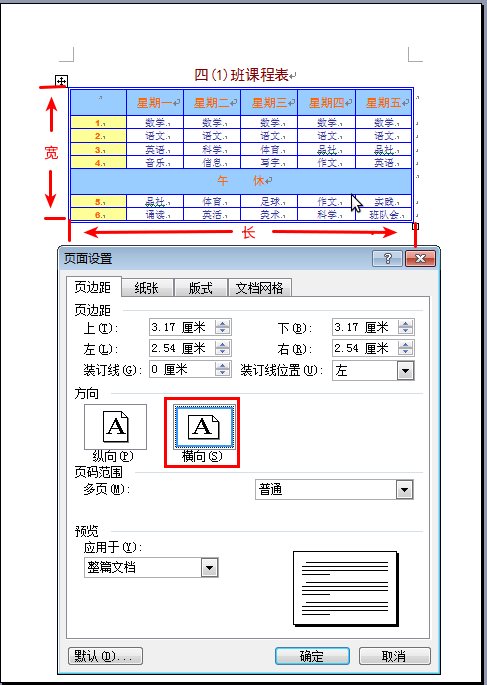 四(1)班课程表
星期一 星期二 星期三 星期四 星期五
1. 数学 数学 数学 数学 数学
2. 语文 语文 语文 语文 语文
3. 英语 科学 体育 品社 品社
4. 音乐 信息 写字 作文 英语
午 休
5. 品社 体育 足球 作文 实践
6. 诵读 英活 美术 科学 班队会
宽
长
页面设置
页边距 纸张 版式 文档网格
页边距
上(T): 3.17 厘米 下(B): 3.17 厘米
左(L): 2.54 厘米 右(R): 2.54 厘米
装订线(G): 0 厘米 装订线位置(U): 左
方向
A A
纵向(P) 横向(S)
页码范围
多页(M): 普通
预览
应用于(Y):
整篇文档
默认(D)... 确定 取消